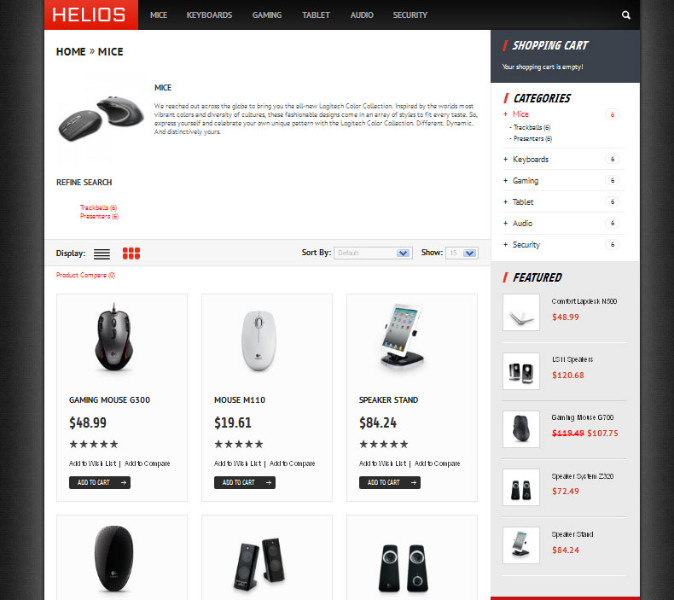 HELIOS
MICE KEYBOARDS GAMING TABLET AUDIO SECURITY
HOME » MICE
MICE
We reached out across the globe to bring you the all-new Logitech Color Collection. Inspired by the worlds most
vibrant colors and diversity of cultures, these fashionable designs come in an array of styles to fit every taste. So,
express yourself and celebrate your own unique pattern with the Logitech Color Collection. Different. Dynamic.
And distinctively yours.
REFINE SEARCH
Trackballs (6)
Presenters (6)
Display: Sort By: Default Show: 15
Product Compare (0)
GAMING MOUSE G300
$48.99
Add to Wish List | Add to Compare
ADD TO CART →
MOUSE M110
$19.61
Add to Wish List | Add to Compare
ADD TO CART →
SPEAKER STAND
$84.24
Add to Wish List | Add to Compare
ADD TO CART →
SHOPPING CART
Your shopping cart is empty!
CATEGORIES
+ Mice 6
- Trackballs (6)
- Presenters (6)
+ Keyboards 6
+ Gaming 6
+ Tablet 6
+ Audio 6
+ Security 6
FEATURED
Comfort Lapdesk N500
$48.99
LS11 Speakers
$120.68
Gaming Mouse G700
$119.49 $107.75
Speaker System Z320
$72.49
Speaker Stand
$84.24